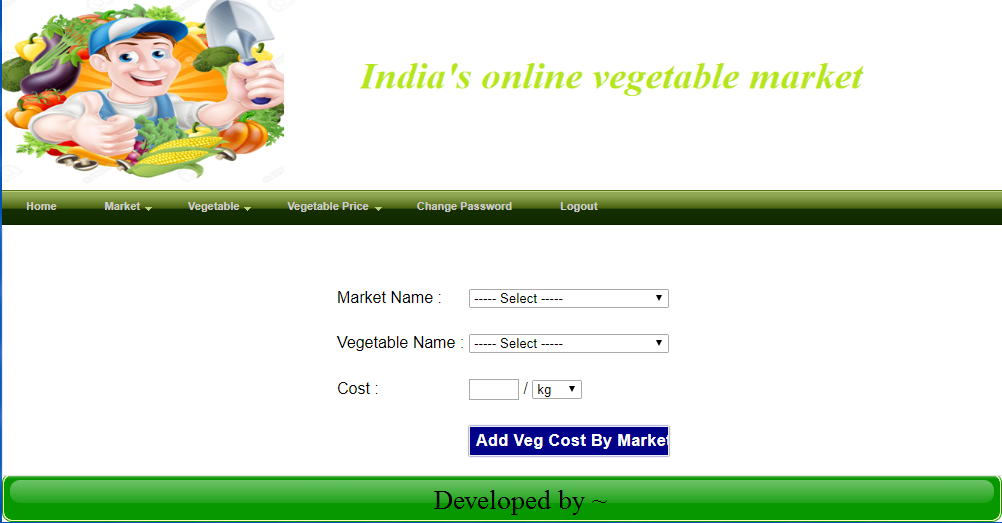 India's online vegetable market
Home Market Vegetable Vegetable Price Change Password Logout
Market Name : ----- Select -----
Vegetable Name : ----- Select -----
Cost : / kg
Add Veg Cost By Market
Developed by ~